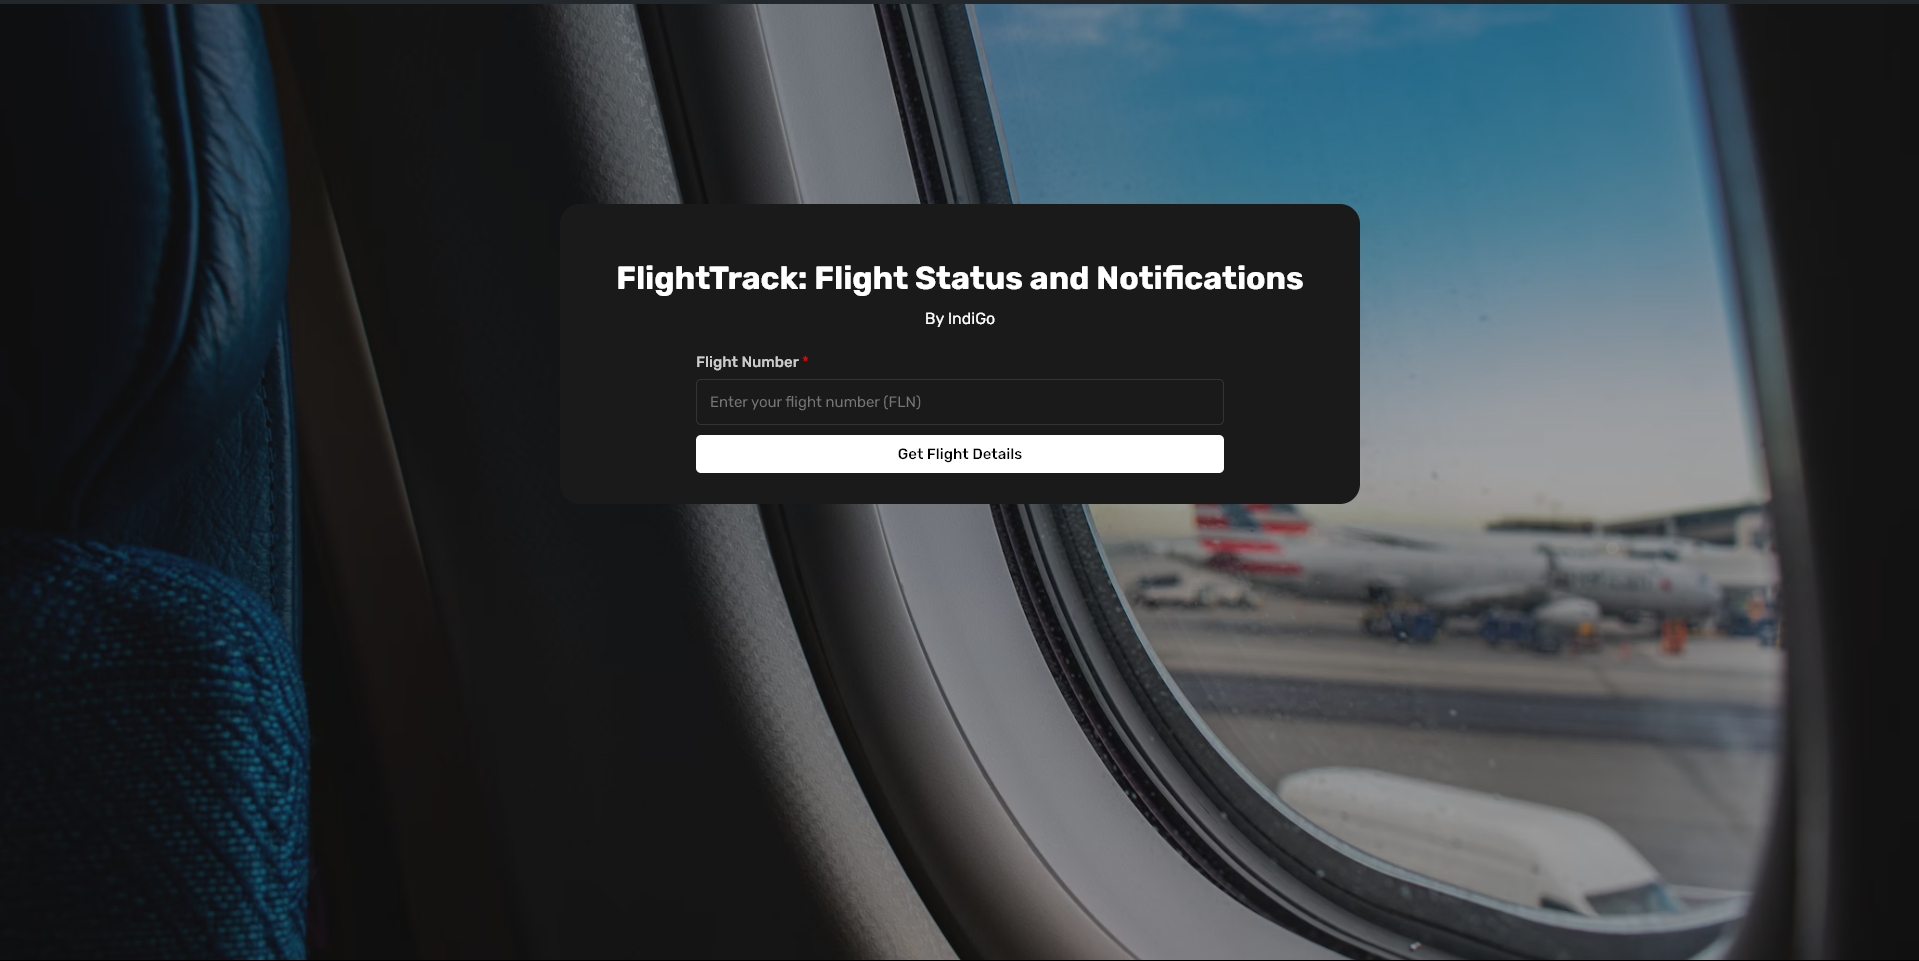 FlightTrack: Flight Status and Notifications
By IndiGo
Flight Number *
Enter your flight number (FLN)
Get Flight Details